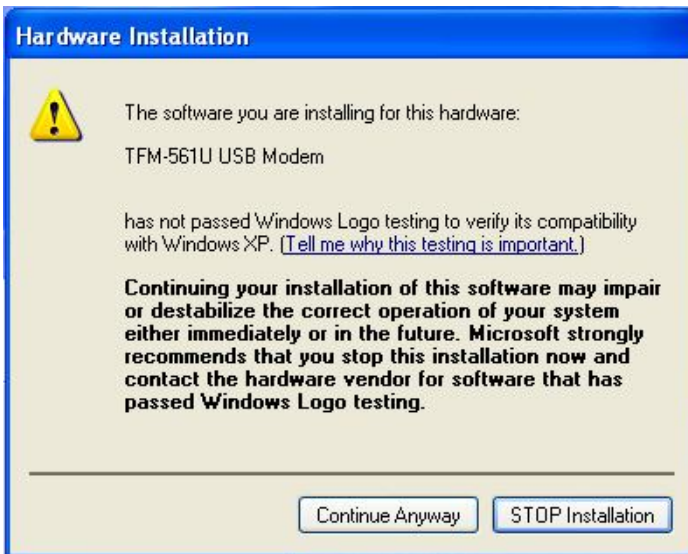 Hardware Installation
The software you are installing for this hardware:
TFM-561U USB Modem
has not passed Windows Logo testing to verify its compatibility
with Windows XP. (Tell me why this testing is important.)
Continuing your installation of this software may impair
or destabilize the correct operation of your system
either immediately or in the future. Microsoft strongly
recommends that you stop this installation now and
contact the hardware vendor for software that has
passed Windows Logo testing.
Continue Anyway STOP Installation